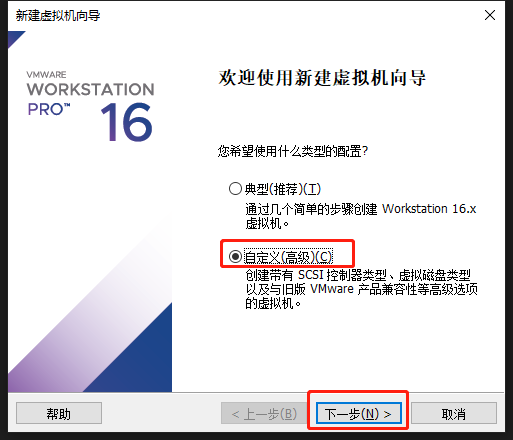 新建虚拟机向导
VMWARE
WORKSTATION
PRO™ 16
欢迎使用新建虚拟机向导
您希望使用什么类型的配置?
典型(推荐)(T)
通过几个简单的步骤创建 Workstation 16.x
虚拟机。
自定义(高级)(C)
创建带有 SCSI 控制器类型、虚拟磁盘类型
以及与旧版 VMware 产品兼容性等高级选项
的虚拟机。
帮助
< 上一步(B)
下一步(N) >
取消